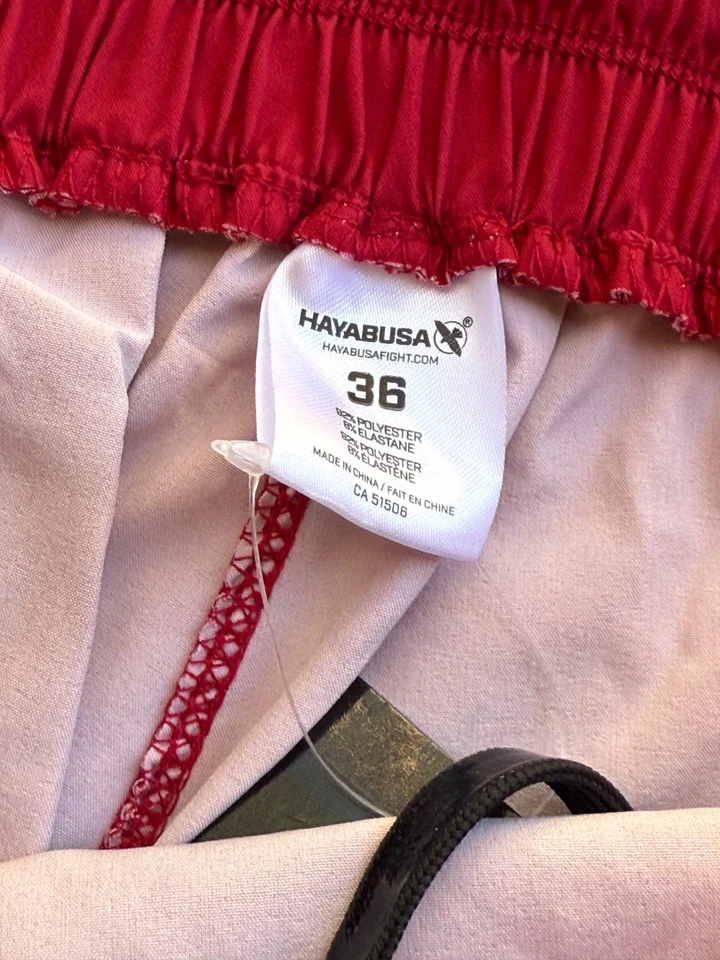 HAYABUSA®
HAYABUSAFIGHT.COM
36
92% POLYESTER
8% ELASTANE
92% POLYESTER
8% ÉLASTÈNE
MADE IN CHINA / FAIT EN CHINE
CA 51506